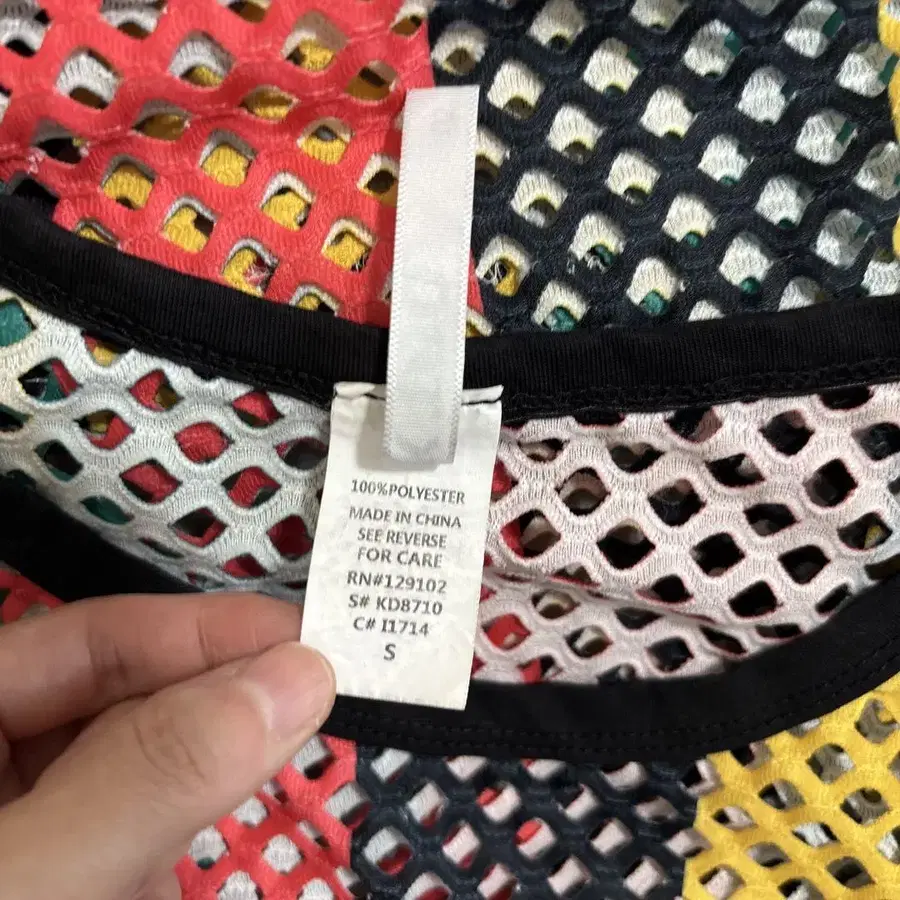 100%POLYESTER
MADE IN CHINA
SEE REVERSE
FOR CARE
RN#129102
S# KD8710
C# I1714
S